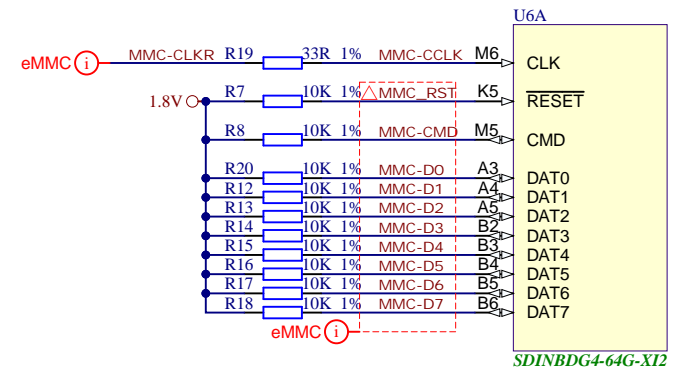 U6A
eMMC i MMC-CLKR R19 33R 1% MMC-CCLK M6 CLK
1.8V R7 10K 1% MMC_RST K5 RESET
R8 10K 1% MMC-CMD M5 CMD
R20 10K 1% MMC-D0 A3 DAT0
R12 10K 1% MMC-D1 A4 DAT1
R13 10K 1% MMC-D2 A5 DAT2
R14 10K 1% MMC-D3 B2 DAT3
R15 10K 1% MMC-D4 B3 DAT4
R16 10K 1% MMC-D5 B4 DAT5
R17 10K 1% MMC-D6 B5 DAT6
R18 10K 1% MMC-D7 B6 DAT7
eMMC i
SDINBDG4-64G-XI2